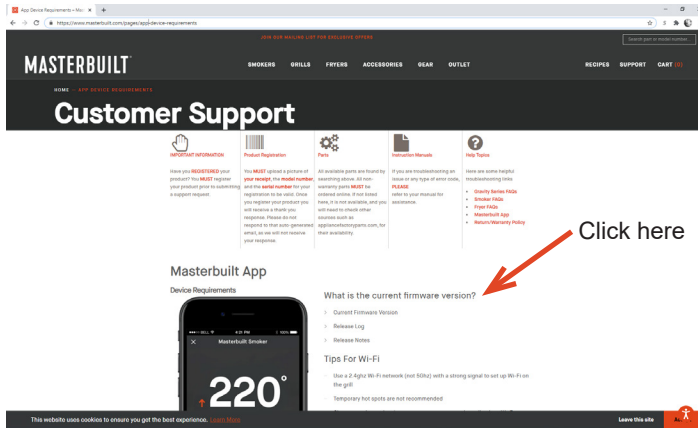 App Device Requirements – Mas
https://www.masterbuilt.com/pages/app-device-requirements
JOIN OUR MAILING LIST FOR EXCLUSIVE OFFERS
Search part or model number...
MASTERBUILT
SMOKERS GRILLS FRYERS ACCESSORIES GEAR OUTLET
RECIPES SUPPORT CART (0)
HOME – APP DEVICE REQUIREMENTS
Customer Support
IMPORTANT INFORMATION
Have you REGISTERED your
product? You MUST register
your product prior to submitting
a support request.
Product Registration
You MUST upload a picture of
your receipt, the model number,
and the serial number for your
registration to be valid. Once
you register your product you
will receive a thank you
response. Please do not
respond to that auto-generated
email, as we will not receive
your response.
Parts
All available parts are found by
searching above. All non-
warranty parts MUST be
ordered online. If not listed
here, it is not available, and you
will need to check other
sources such as
appliancefactoryparts.com, for
their availability.
Instruction Manuals
If you are troubleshooting an
issue or any type of error code,
PLEASE
refer to your manual for
assistance.
Help Topics
Here are some helpful
troubleshooting links
Gravity Series FAQs
Smoker FAQs
Fryer FAQs
Masterbuilt App
Return/Warranty Policy
Click here
Masterbuilt App
Device Requirements
BELL 4:21 PM 100%
Masterbuilt Smoker
220°
What is the current firmware version?
Current Firmware Version
Release Log
Release Notes
Tips For Wi-Fi
Use a 2.4ghz Wi-Fi network (not 5Ghz) with a strong signal to set up Wi-Fi on
the grill
Temporary hot spots are not recommended
This website uses cookies to ensure you get the best experience. Learn More
Leave this site